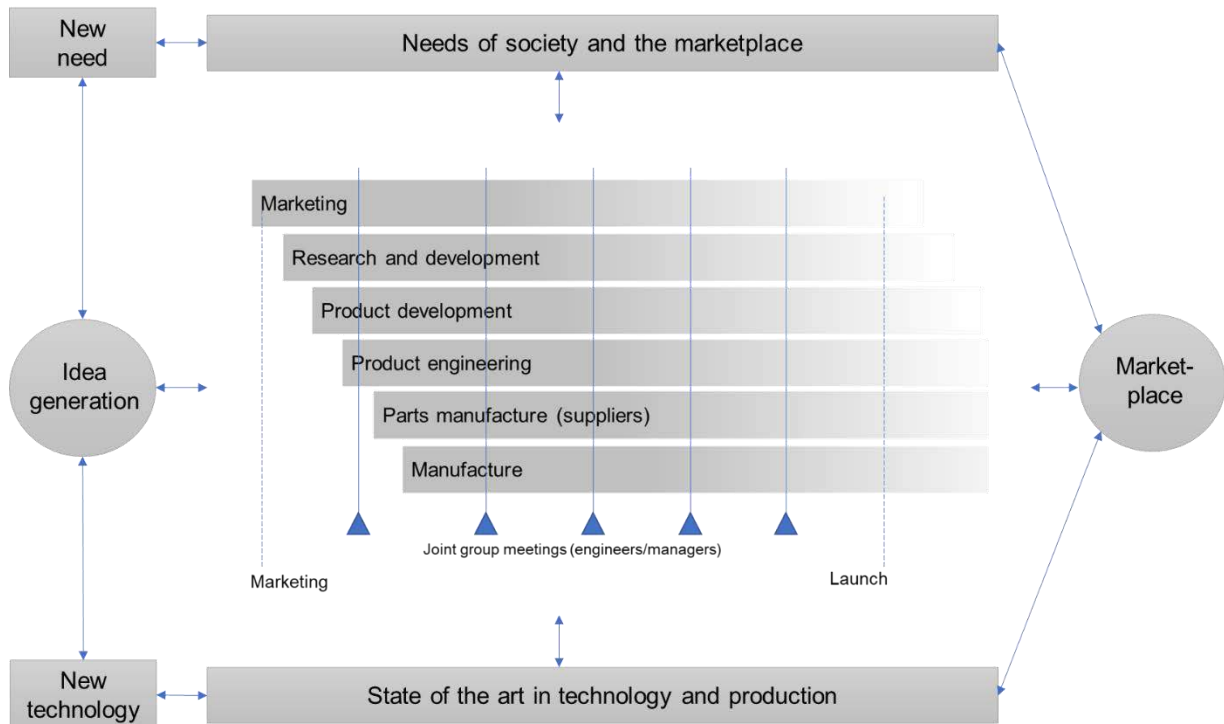 New
need
Needs of society and the marketplace
Marketing
Research and development
Product development
Product engineering
Parts manufacture (suppliers)
Manufacture
Idea
generation
Market-
place
Joint group meetings (engineers/managers)
Marketing
Launch
New
technology
State of the art in technology and production